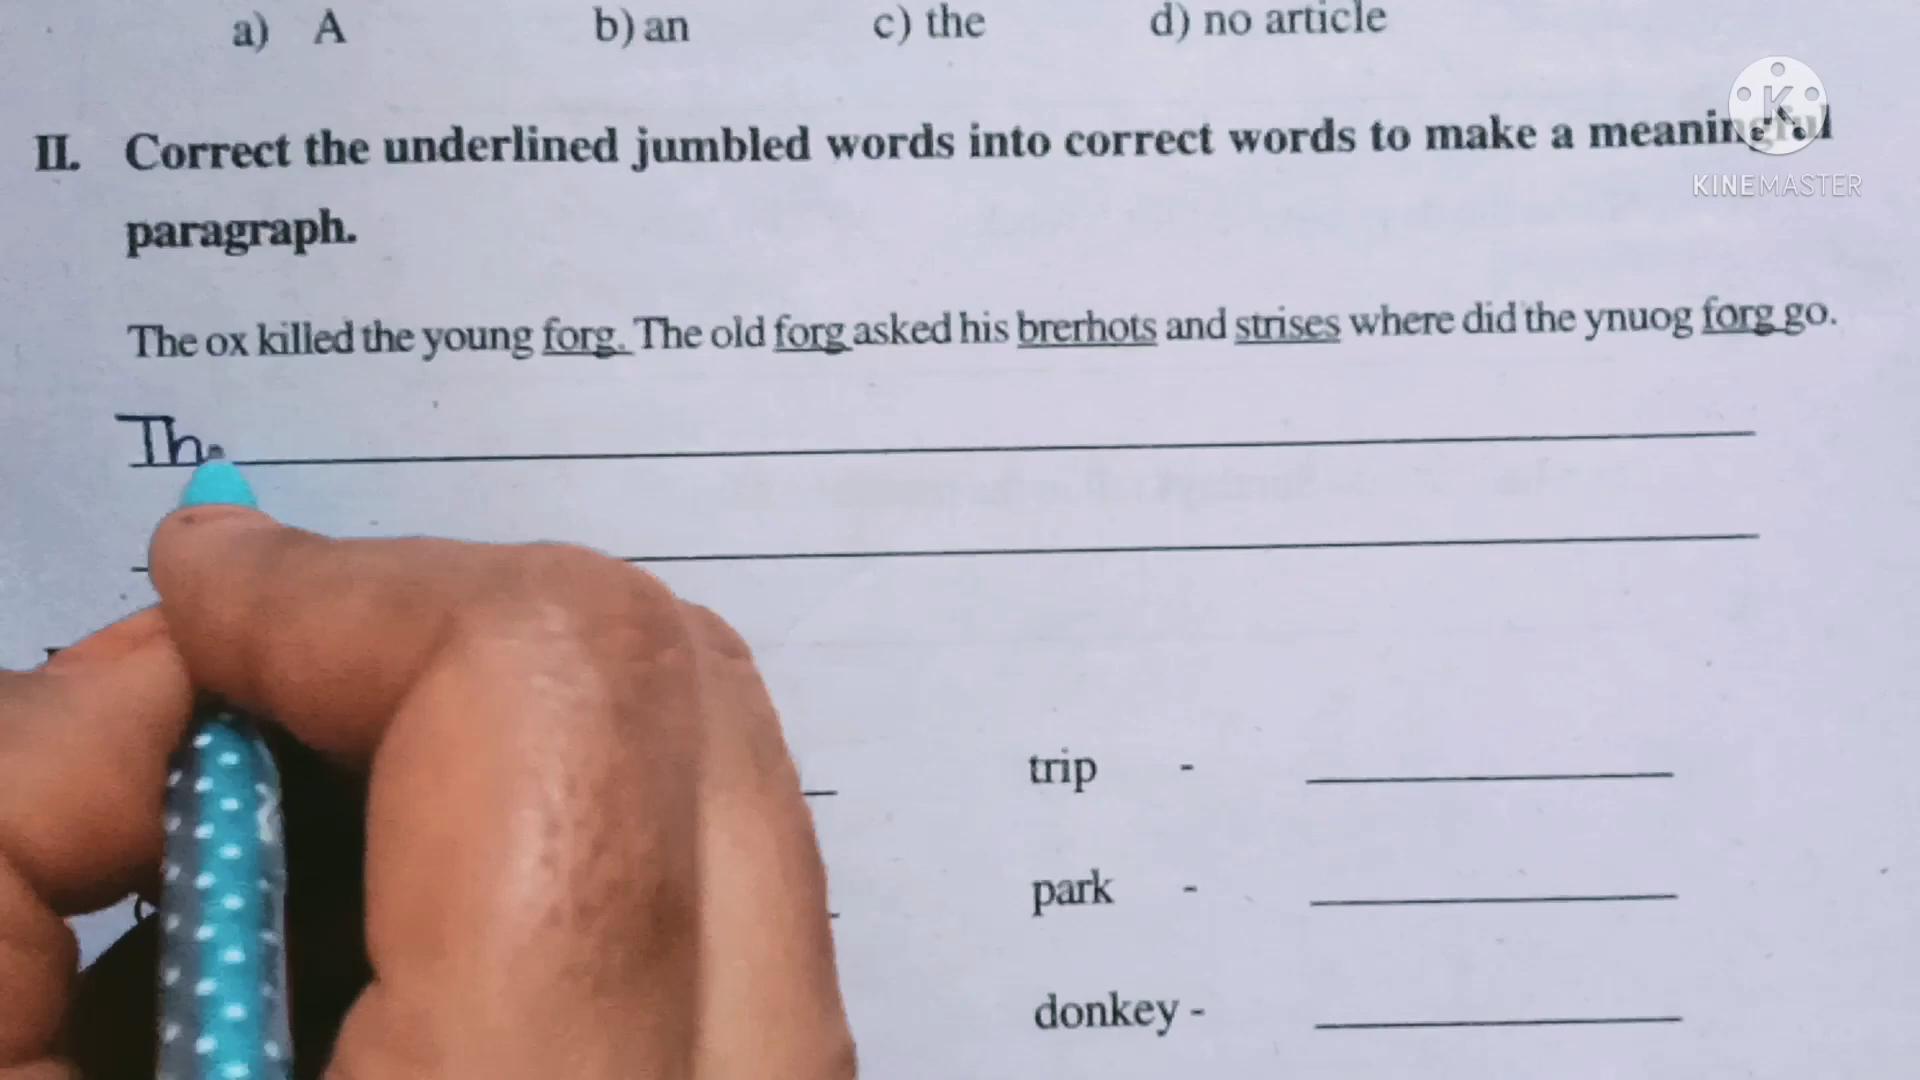 a) A b) an c) the d) no article
II. Correct the underlined jumbled words into correct words to make a meaningful
KINEMASTER
paragraph.
The ox killed the young forg. The old forg asked his brerhots and strises where did the ynuog forg go.
Th
trip -
park -
donkey -